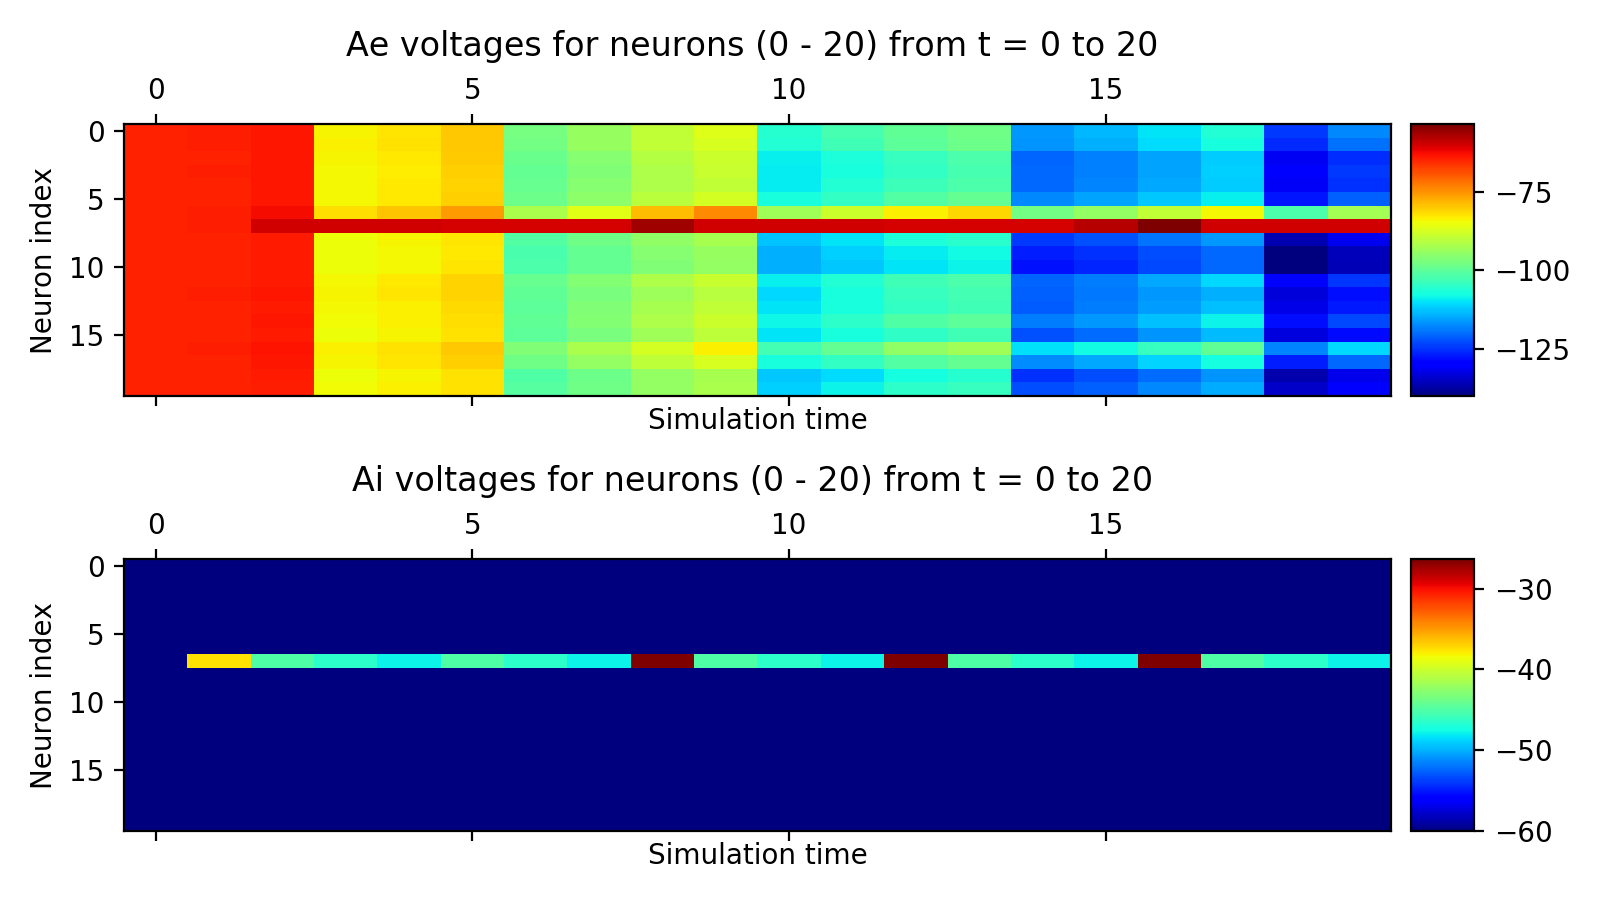 Ae voltages for neurons (0 - 20) from t = 0 to 20
0 5 10 15
0
5
10
15
Neuron index
Simulation time
−75
−100
−125
Ai voltages for neurons (0 - 20) from t = 0 to 20
0 5 10 15
0
5
10
15
Neuron index
Simulation time
−30
−40
−50
−60